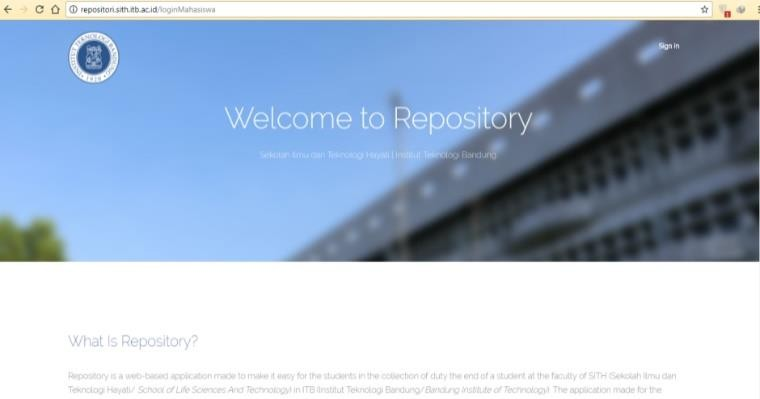 repositori.sith.itb.ac.id/loginMahasiswa
INSTITUT TEKNOLOGI BANDUNG
Sign in
Welcome to Repository
Sekolah Ilmu dan Teknologi Hayati | Institut Teknologi Bandung
What Is Repository?
Repository is a web-based application made to make it easy for the students in the collection of duty the end of a student at the faculty of SITH (Sekolah Ilmu dan
Teknologi Hayati/ School of Life Sciences And Technology) in ITB (Institut Teknologi Bandung/ Bandung Institute of Technology). The application made for the